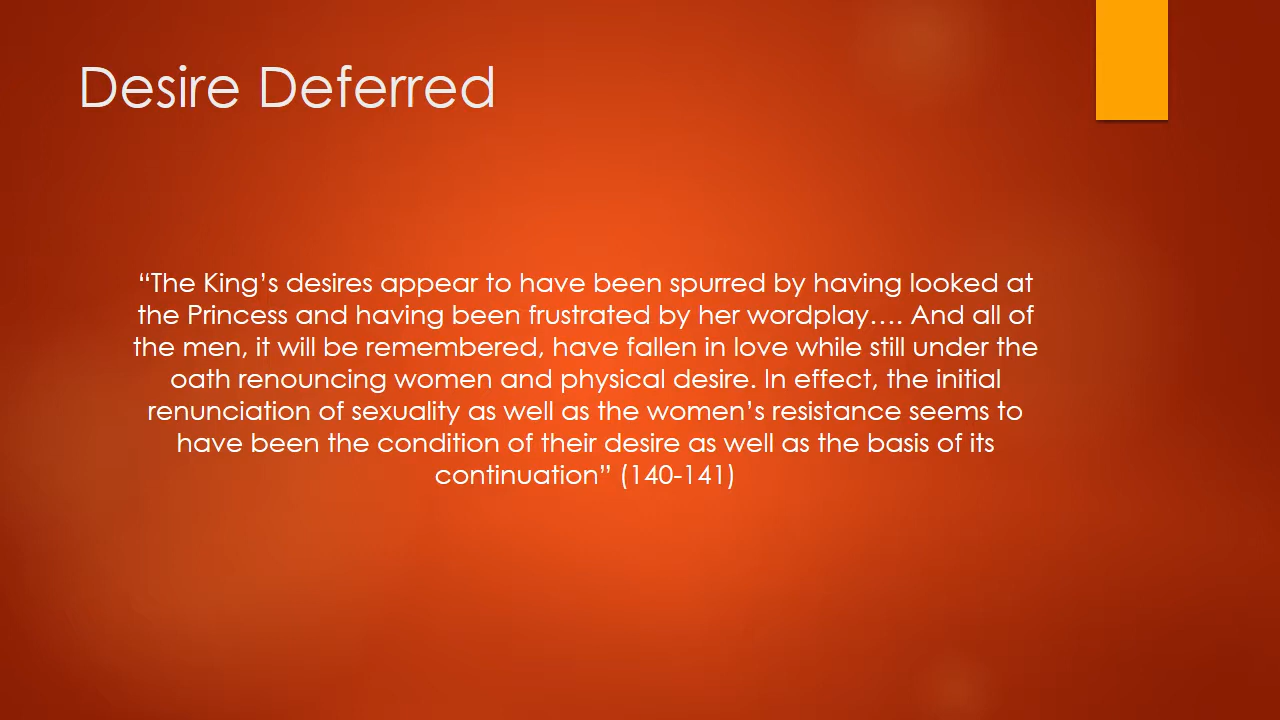 Desire Deferred
“The King’s desires appear to have been spurred by having looked at
the Princess and having been frustrated by her wordplay…. And all of
the men, it will be remembered, have fallen in love while still under the
oath renouncing women and physical desire. In effect, the initial
renunciation of sexuality as well as the women’s resistance seems to
have been the condition of their desire as well as the basis of its
continuation” (140-141)